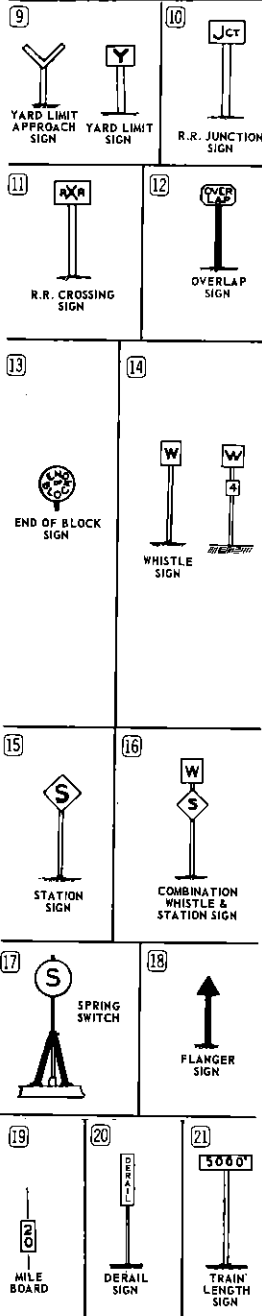 9
Y
YARD LIMIT
APPROACH
SIGN
YARD LIMIT
SIGN
10
JCT
R.R. JUNCTION
SIGN
11
RXR
R.R. CROSSING
SIGN
12
OVER
LAP
OVERLAP
SIGN
13
END
OF
BLOCK
END OF BLOCK
SIGN
14
W
W
4
WHISTLE
SIGN
15
S
STATION
SIGN
16
W
S
COMBINATION
WHISTLE &
STATION SIGN
17
S
SPRING
SWITCH
18
FLANGER
SIGN
19
20
MILE
BOARD
20
DERAIL
DERAIL
SIGN
21
5000'
TRAIN
LENGTH
SIGN